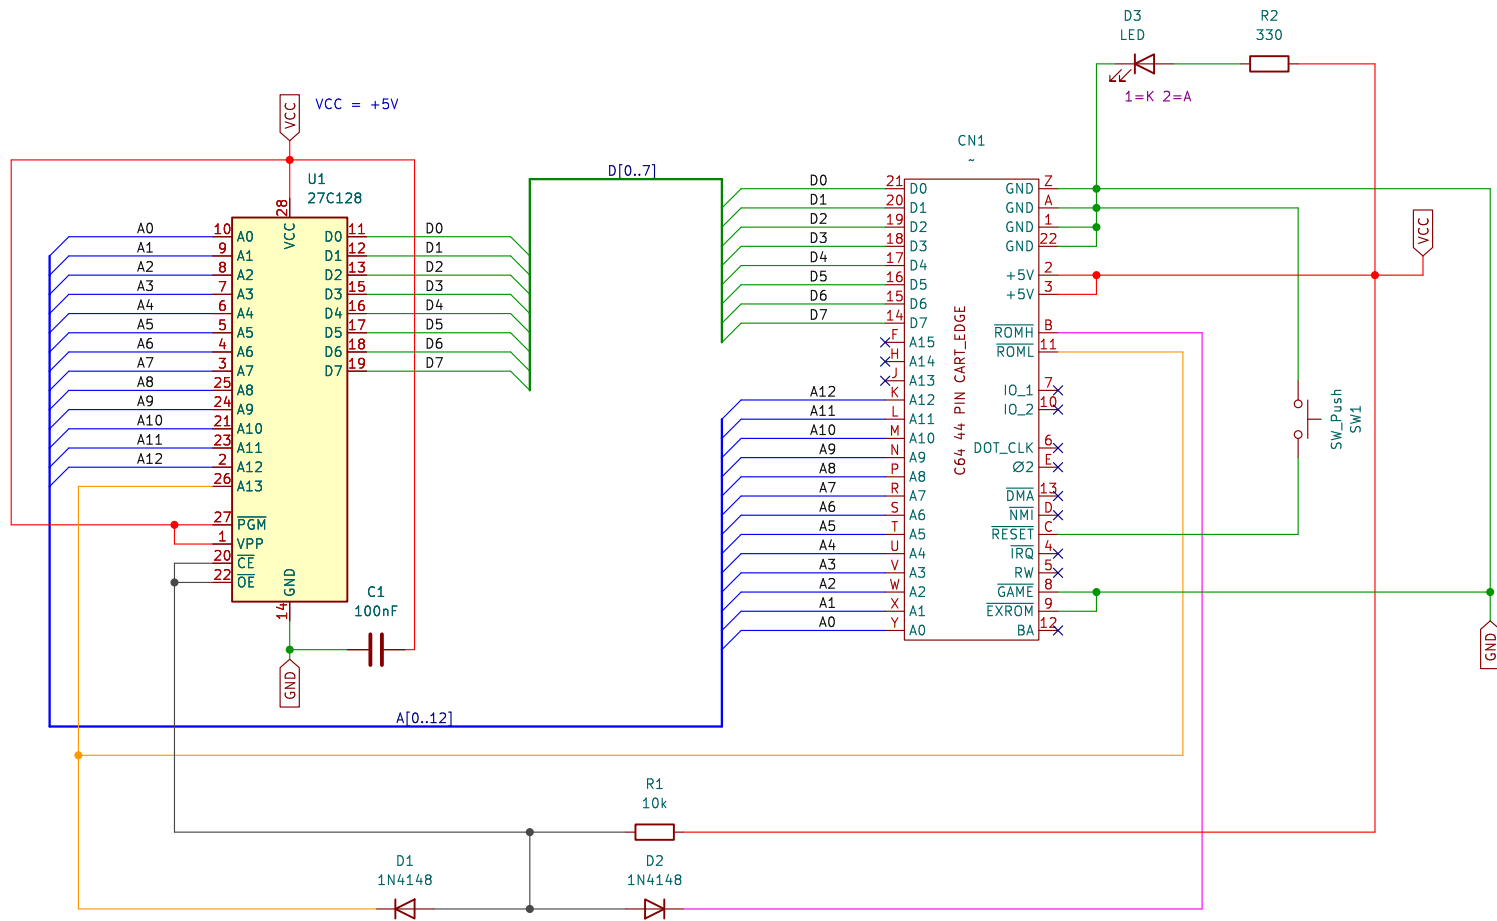 D3
LED
R2
330
1=K 2=A
VCC
VCC = +5V
CN1
~
U1
27C128
28
VCC
D[0..7]
A0 10 A0
A1 9 A1
A2 8 A2
A3 7 A3
A4 6 A4
A5 5 A5
A6 4 A6
A7 3 A7
A8 25 A8
A9 24 A9
A10 21 A10
A11 23 A11
A12 2 A12
26 A13
27 PGM
1 VPP
20 CE
22 OE
D0 11 D0
D1 12 D1
D2 13 D2
D3 15 D3
D4 16 D4
D5 17 D5
D6 18 D6
D7 19 D7
GND
14
GND
C1
100nF
D0 21 D0
D1 20 D1
D2 19 D2
D3 18 D3
D4 17 D4
D5 16 D5
D6 15 D6
D7 14 D7
F A15
H A14
J A13
A12 K A12
A11 L A11
A10 M A10
A9 N A9
A8 P A8
A7 R A7
A6 S A6
A5 T A5
A4 U A4
A3 V A3
A2 W A2
A1 X A1
A0 Y A0
C64 44 PIN CART_EDGE
GND Z
GND A
GND 1
GND 22
+5V 2
+5V 3
ROMH B
ROML 11
IO_1 7
IO_2 10
DOT_CLK 6
Ø2 E
DMA 13
NMI D
RESET C
IRQ 4
RW 5
GAME 8
EXROM 9
BA 12
VCC
SW_Push
SW1
GND
A[0..12]
R1
10k
D1
1N4148
D2
1N4148